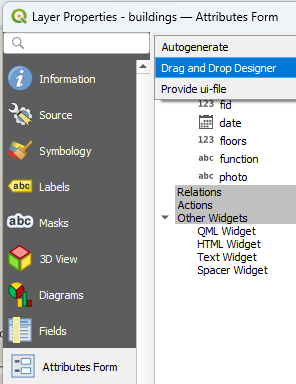 Layer Properties - buildings — Attributes Form
Information
Source
Symbology
abc Labels
abc Masks
3D View
Diagrams
Fields
Attributes Form
Autogenerate
Drag and Drop Designer
Provide ui-file
123 fid
date
123 floors
abc function
abc photo
Relations
Actions
Other Widgets
QML Widget
HTML Widget
Text Widget
Spacer Widget